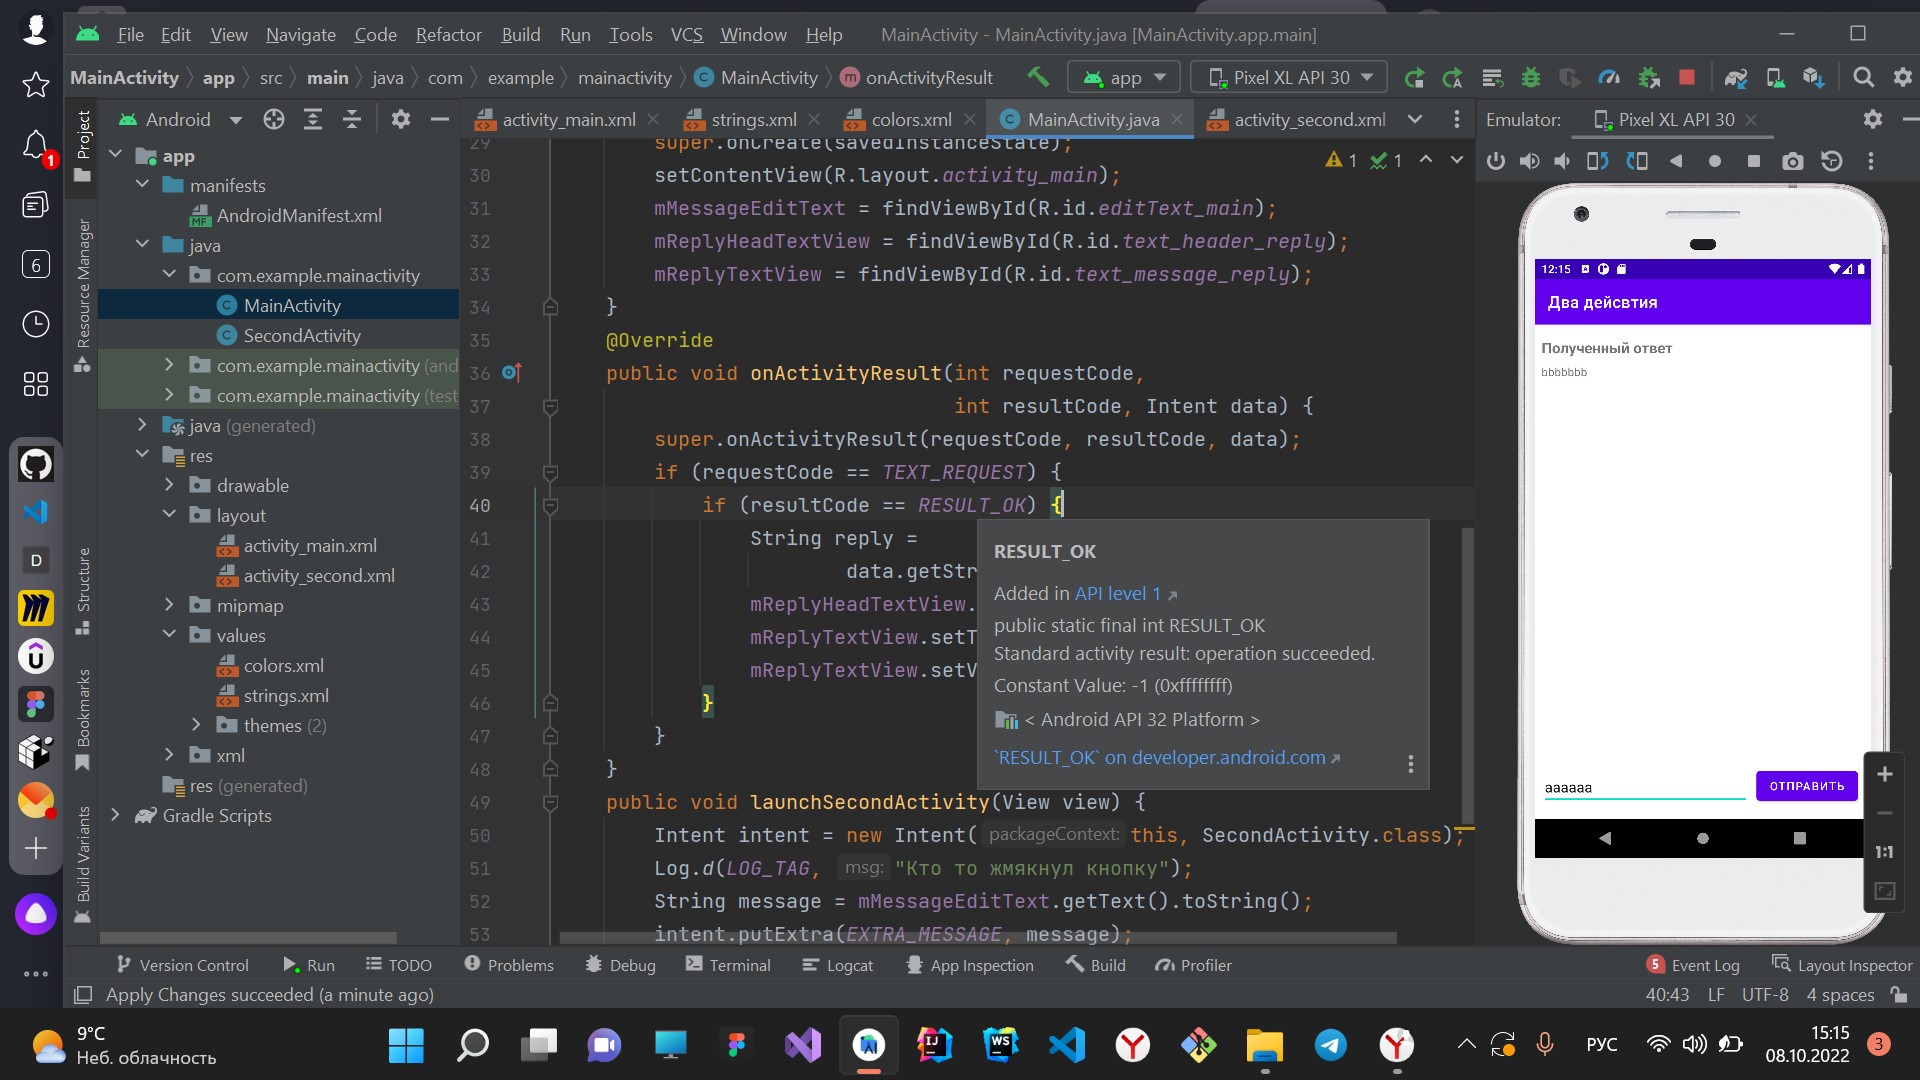 File Edit View Navigate Code Refactor Build Run Tools VCS Window Help MainActivity - MainActivity.java [MainActivity.app.main]
MainActivity app src main java com example mainactivity MainActivity onActivityResult app Pixel XL API 30
Android
activity_main.xml strings.xml colors.xml MainActivity.java activity_second.xml
Emulator: Pixel XL API 30
Project
Resource Manager
Structure
Bookmarks
Build Variants
1
6
D
app
manifests
AndroidManifest.xml
java
com.example.mainactivity
MainActivity
SecondActivity
com.example.mainactivity (and
com.example.mainactivity (test
java (generated)
res
drawable
layout
activity_main.xml
activity_second.xml
mipmap
values
colors.xml
strings.xml
themes (2)
xml
res (generated)
Gradle Scripts
1 1
29 super.onCreate(savedInstanceState);
30 setContentView(R.layout.activity_main);
31 mMessageEditText = findViewById(R.id.editText_main);
32 mReplyHeadTextView = findViewById(R.id.text_header_reply);
33 mReplyTextView = findViewById(R.id.text_message_reply);
34 }
35 @Override
36 public void onActivityResult(int requestCode,
37 int resultCode, Intent data) {
38 super.onActivityResult(requestCode, resultCode, data);
39 if (requestCode == TEXT_REQUEST) {
40 if (resultCode == RESULT_OK) {
41 String reply =
42 data.getStr
43 mReplyHeadTextView.
44 mReplyTextView.setT
45 mReplyTextView.setV
46 }
47 }
48 }
49 public void launchSecondActivity(View view) {
50 Intent intent = new Intent( packageContext: this, SecondActivity.class);
51 Log.d(LOG_TAG, msg: "Кто то жмякнул кнопку");
52 String message = mMessageEditText.getText().toString();
53 intent.putExtra(EXTRA_MESSAGE, message);
RESULT_OK
Added in API level 1
public static final int RESULT_OK
Standard activity result: operation succeeded.
Constant Value: -1 (0xffffffff)
< Android API 32 Platform >
`RESULT_OK` on developer.android.com
12:15
Два дейсвтия
Полученный ответ
bbbbbbb
aaaaaa ОТПРАВИТЬ
1:1
Version Control Run TODO Problems Debug Terminal Logcat App Inspection Build Profiler 5 Event Log Layout Inspector
Apply Changes succeeded (a minute ago) 40:43 LF UTF-8 4 spaces
9°C
Неб. облачность
РУС
15:15
08.10.2022
3